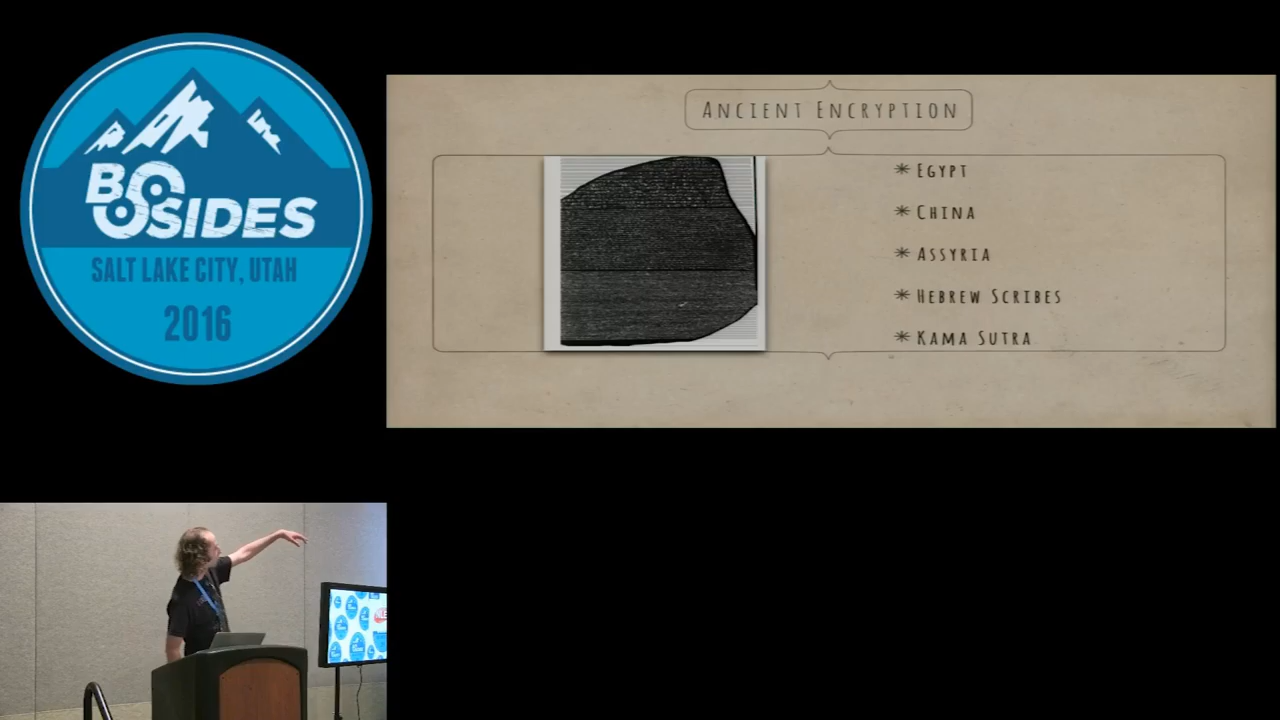 BSIDES
SALT LAKE CITY, UTAH
2016
ANCIENT ENCRYPTION
✳ EGYPT
✳ CHINA
✳ ASSYRIA
✳ HEBREW SCRIBES
✳ KAMA SUTRA